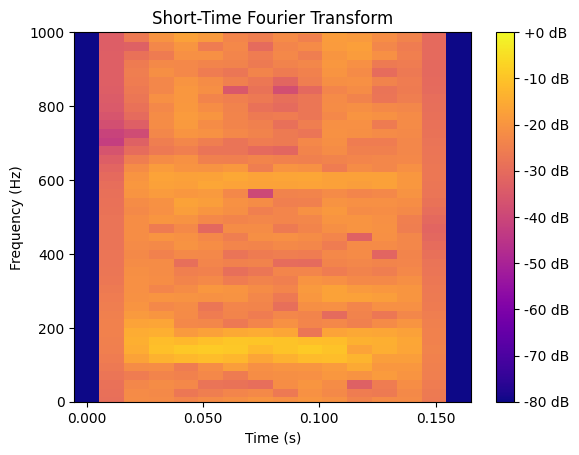 Short-Time Fourier Transform
1000
800
600
400
200
0
Frequency (Hz)
0.000
0.050
0.100
0.150
Time (s)
+0 dB
-10 dB
-20 dB
-30 dB
-40 dB
-50 dB
-60 dB
-70 dB
-80 dB